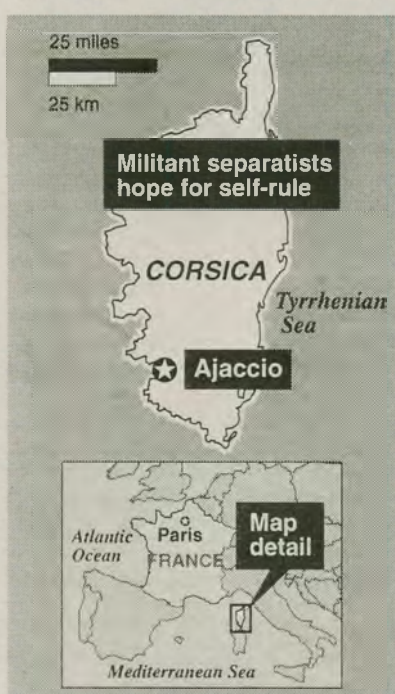 25 miles
25 km
Militant separatists
hope for self-rule
CORSICA
Tyrrhenian
Sea
Ajaccio
Atlantic
Ocean
Paris
FRANCE
Map
detail
Mediterranean Sea